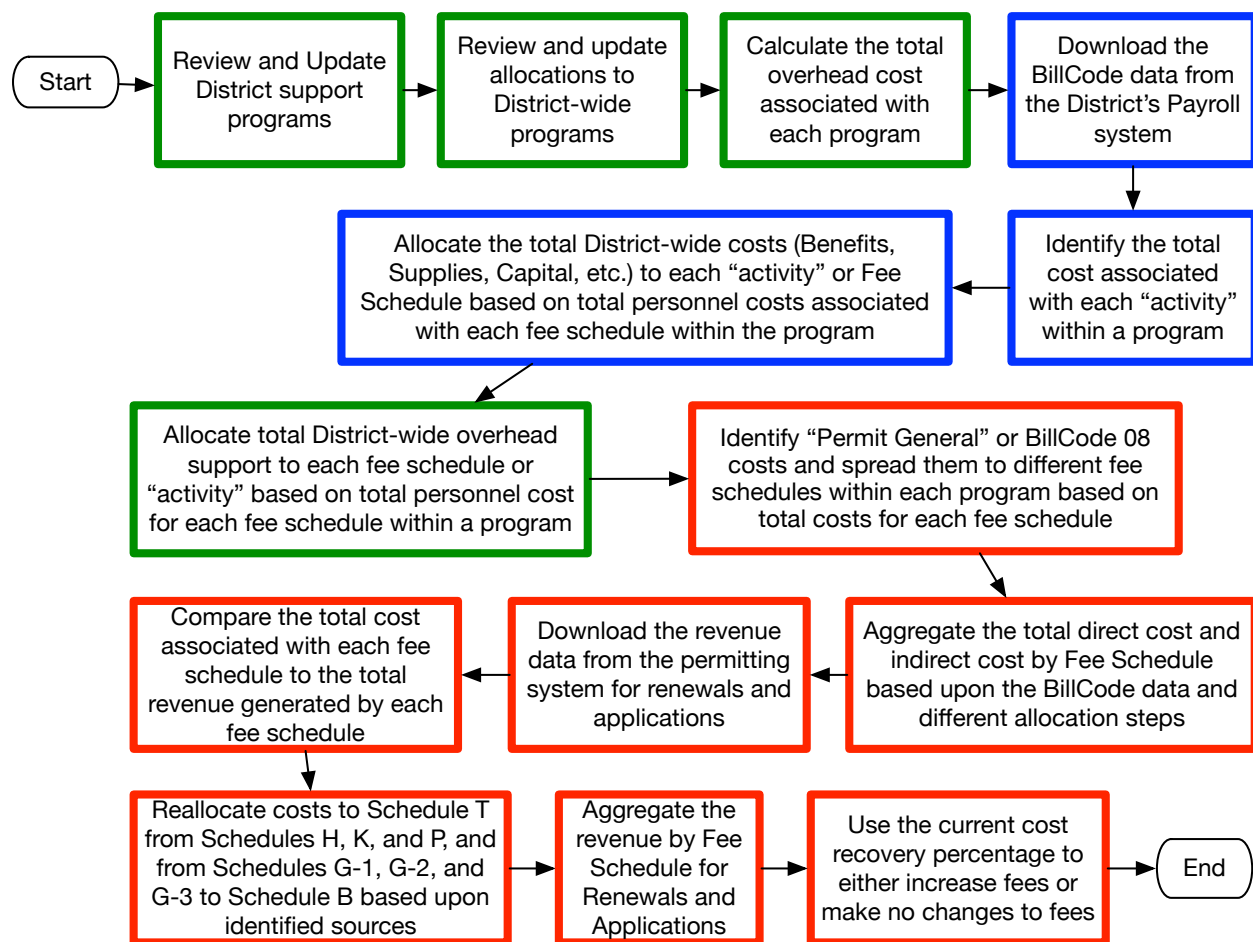 Start
Review and Update
District support
programs
Review and update
allocations to
District-wide
programs
Calculate the total
overhead cost
associated with
each program
Download the
BillCode data from
the District’s Payroll
system
Identify the total
cost associated
with each “activity”
within a program
Allocate the total District-wide costs (Benefits,
Supplies, Capital, etc.) to each “activity” or Fee
Schedule based on total personnel costs associated
with each fee schedule within the program
Allocate total District-wide overhead
support to each fee schedule or
“activity” based on total personnel cost
for each fee schedule within a program
Identify “Permit General” or BillCode 08
costs and spread them to different fee
schedules within each program based on
total costs for each fee schedule
Aggregate the total direct cost and
indirect cost by Fee Schedule
based upon the BillCode data and
different allocation steps
Download the revenue
data from the permitting
system for renewals and
applications
Compare the total cost
associated with each fee
schedule to the total
revenue generated by each
fee schedule
Reallocate costs to Schedule T
from Schedules H, K, and P, and
from Schedules G-1, G-2, and
G-3 to Schedule B based upon
identified sources
Aggregate the
revenue by Fee
Schedule for
Renewals and
Applications
Use the current cost
recovery percentage to
either increase fees or
make no changes to fees
End